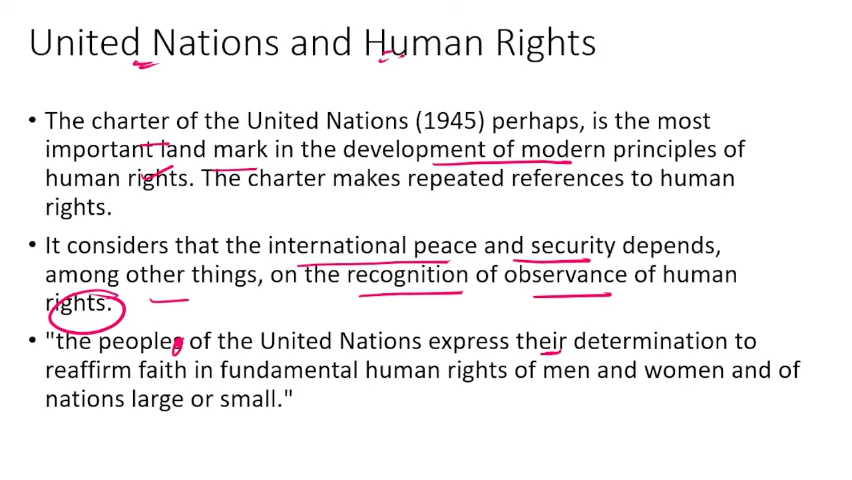 United Nations and Human Rights
• The charter of the United Nations (1945) perhaps, is the most
important land mark in the development of modern principles of
human rights. The charter makes repeated references to human
rights.
• It considers that the international peace and security depends,
among other things, on the recognition of observance of human
rights.
• "the peoples of the United Nations express their determination to
reaffirm faith in fundamental human rights of men and women and of
nations large or small."